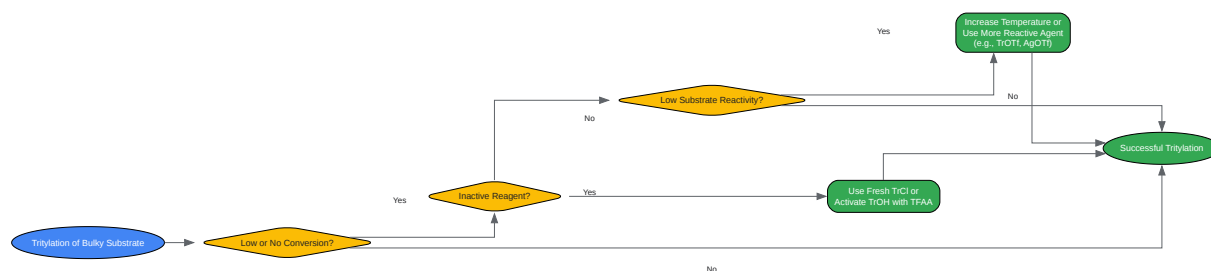 Tritylation of Bulky Substrate
Low or No Conversion?
Yes
No
Inactive Reagent?
Yes
No
Use Fresh TrCl or
Activate TrOH with TFAA
Low Substrate Reactivity?
Yes
No
Increase Temperature or
Use More Reactive Agent
(e.g., TrOTf, AgOTf)
Successful Tritylation